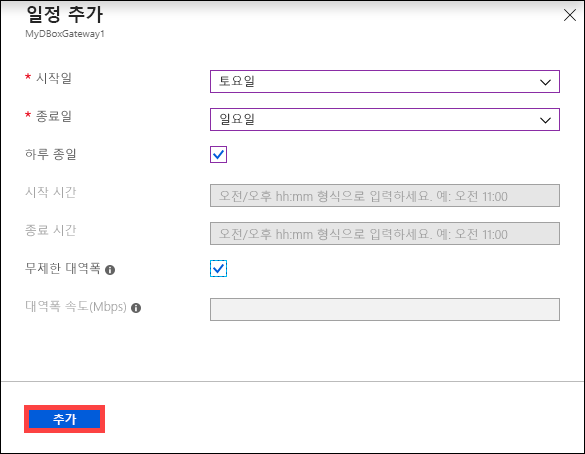 일정 추가
MyDBoxGateway1
* 시작일
토요일
* 종료일
일요일
하루 종일
시작 시간
오전/오후 hh:mm 형식으로 입력하세요. 예: 오전 11:00
종료 시간
오전/오후 hh:mm 형식으로 입력하세요. 예: 오전 11:00
무제한 대역폭
대역폭 속도(Mbps)
추가